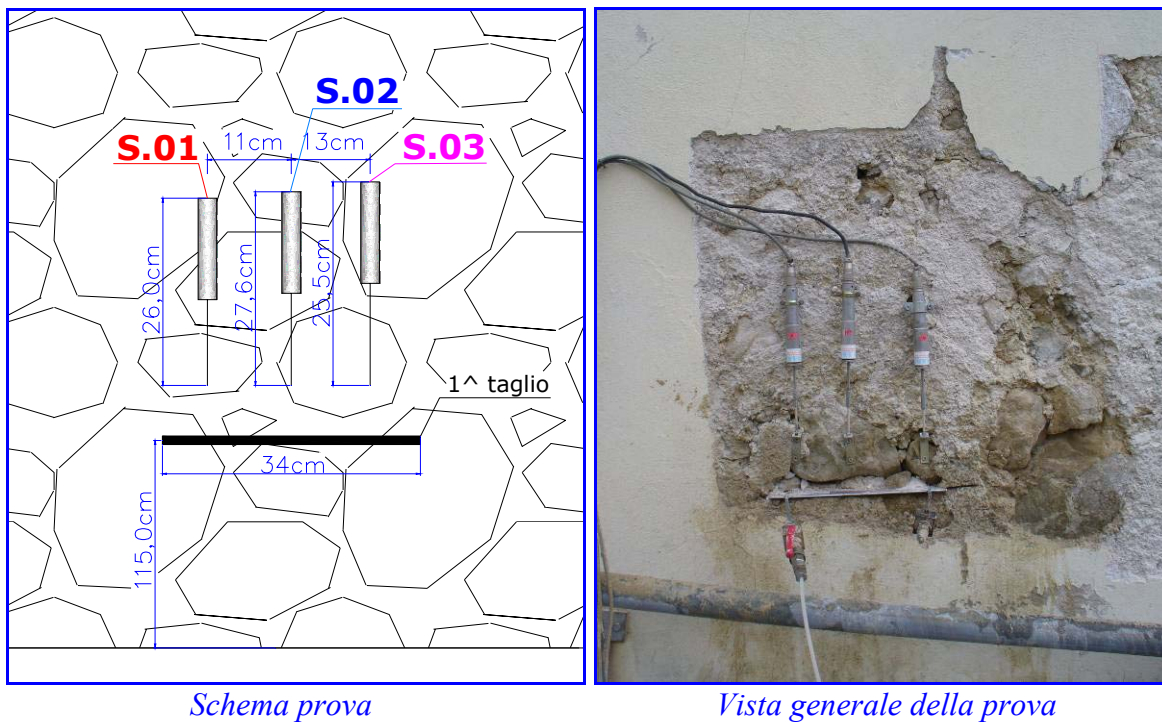 S.02
11cm 13cm
S.01
S.03
26,0cm
27,6cm
25,5cm
1^ taglio
34cm
115,0cm
Schema prova
Vista generale della prova